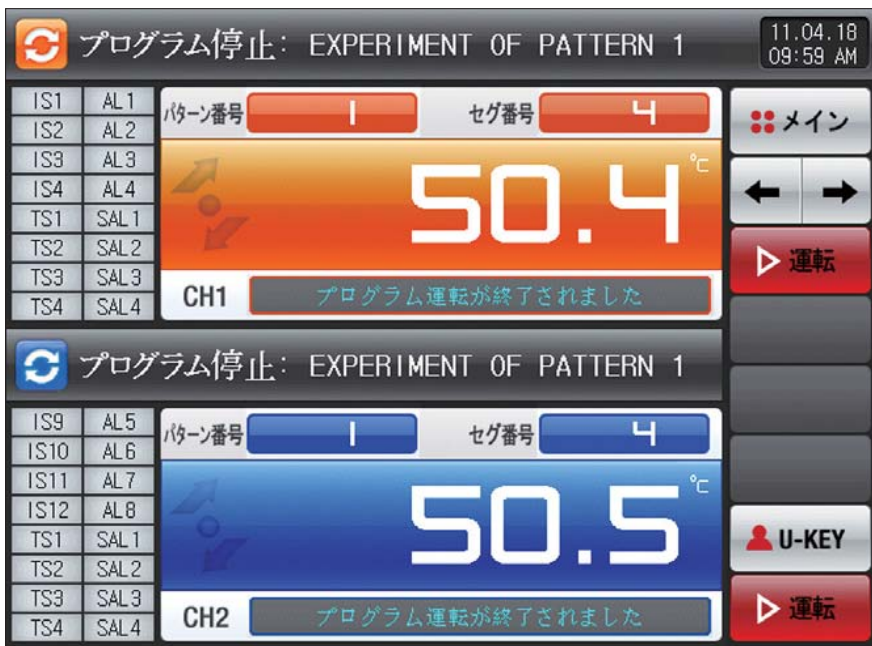 プログラム停止: EXPERIMENT OF PATTERN 1
11.04.18
09:59 AM
IS1 AL1
IS2 AL2
IS3 AL3
IS4 AL4
TS1 SAL1
TS2 SAL2
TS3 SAL3
TS4 SAL4
パターン番号 1 セグ番号 4
50.4 ℃
CH1 プログラム運転が終了されました
メイン
← →
運転
プログラム停止: EXPERIMENT OF PATTERN 1
IS9 AL5
IS10 AL6
IS11 AL7
IS12 AL8
TS1 SAL1
TS2 SAL2
TS3 SAL3
TS4 SAL4
パターン番号 1 セグ番号 4
50.5 ℃
CH2 プログラム運転が終了されました
U-KEY
運転